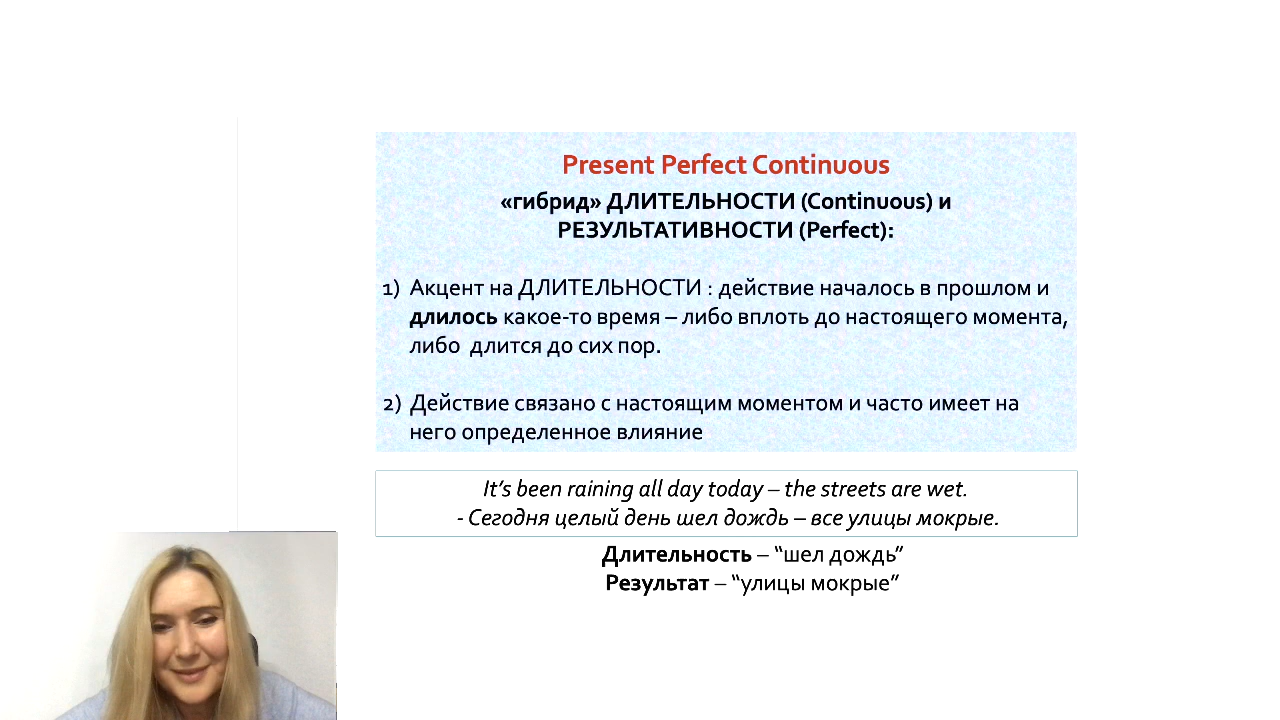 Present Perfect Continuous
«гибрид» ДЛИТЕЛЬНОСТИ (Continuous) и
РЕЗУЛЬТАТИВНОСТИ (Perfect):
1) Акцент на ДЛИТЕЛЬНОСТИ : действие началось в прошлом и
длилось какое-то время – либо вплоть до настоящего момента,
либо длится до сих пор.
2) Действие связано с настоящим моментом и часто имеет на
него определенное влияние
It’s been raining all day today – the streets are wet.
- Сегодня целый день шел дождь – все улицы мокрые.
Длительность – “шел дождь”
Результат – “улицы мокрые”